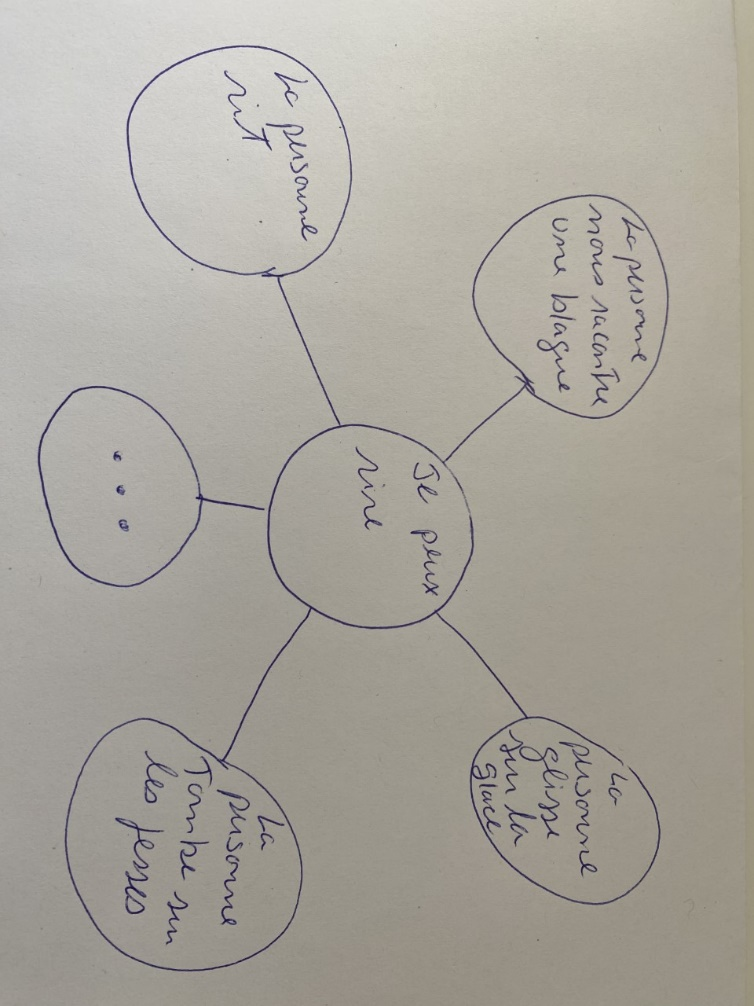 La personne
nous raconte
une blague
La
personne
glisse
sur la
glace
Je peux
rire
La personne
rit
...
La
personne
Tombe sur
les fesses